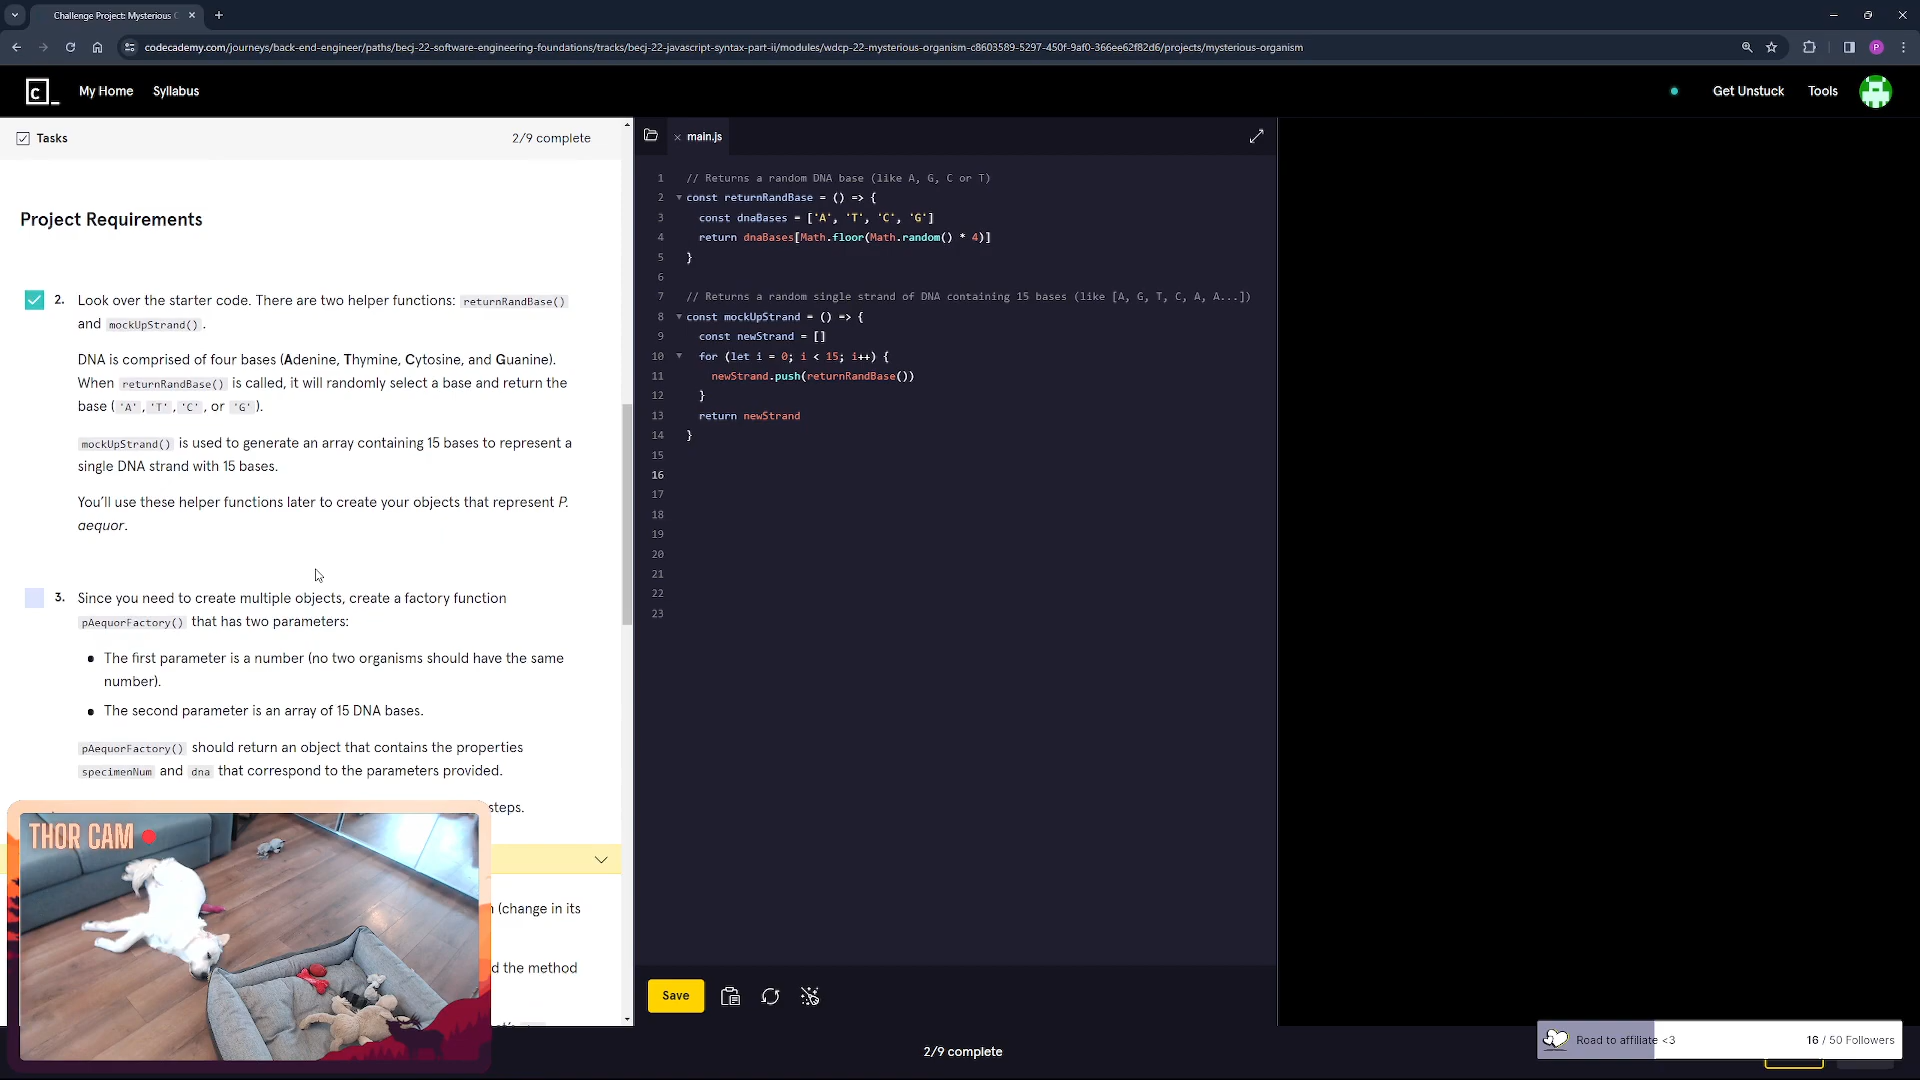 Challenge Project: Mysterious
codecademy.com/journeys/back-end-engineer/paths/becj-22-software-engineering-foundations/tracks/becj-22-javascript-syntax-part-ii/modules/wdcp-22-mysterious-organism-c8603589-5297-450f-9af0-366ee62f82d6/projects/mysterious-organism
P
c_
My Home
Syllabus
Get Unstuck
Tools
Tasks
2/9 complete
Project Requirements
2. Look over the starter code. There are two helper functions: returnRandBase()
and mockUpStrand().
DNA is comprised of four bases (Adenine, Thymine, Cytosine, and Guanine).
When returnRandBase() is called, it will randomly select a base and return the
base ('A','T','C', or 'G').
mockUpStrand() is used to generate an array containing 15 bases to represent a
single DNA strand with 15 bases.
You'll use these helper functions later to create your objects that represent P.
aequor.
3. Since you need to create multiple objects, create a factory function
pAequorFactory() that has two parameters:
• The first parameter is a number (no two organisms should have the same
number).
• The second parameter is an array of 15 DNA bases.
pAequorFactory() should return an object that contains the properties
specimenNum and dna that correspond to the parameters provided.
steps.
(change in its
d the method
THOR CAM
main.js
1 // Returns a random DNA base (like A, G, C or T)
2 const returnRandBase = () => {
3 const dnaBases = ['A', 'T', 'C', 'G']
4 return dnaBases[Math.floor(Math.random() * 4)]
5 }
6
7 // Returns a random single strand of DNA containing 15 bases (like [A, G, T, C, A, A...])
8 const mockUpStrand = () => {
9 const newStrand = []
10 for (let i = 0; i < 15; i++) {
11 newStrand.push(returnRandBase())
12 }
13 return newStrand
14 }
15
16
17
18
19
20
21
22
23
Save
2/9 complete
Road to affiliate <3
16 / 50 Followers